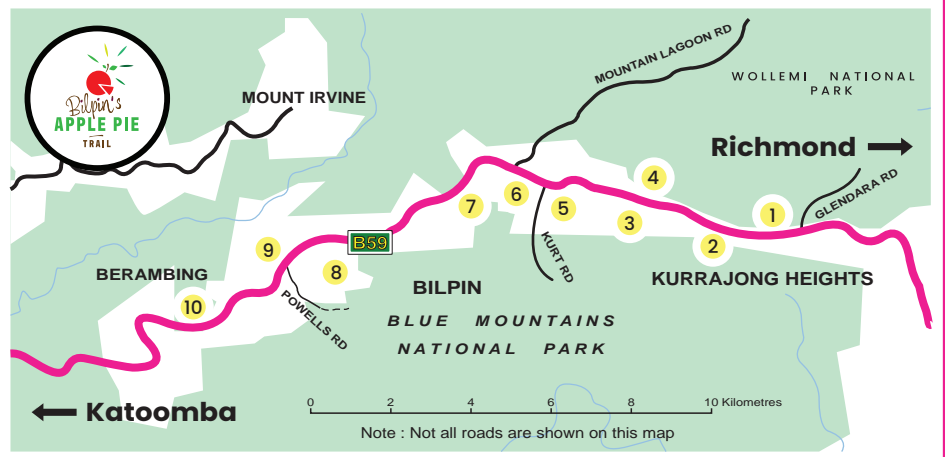 Bilpin's
APPLE PIE
TRAIL
MOUNT IRVINE
MOUNTAIN LAGOON RD
WOLLEMI NATIONAL
PARK
Richmond
GLENDARA RD
1
2
3
4
5
6
7
8
9
10
KURT RD
B59
BERAMBING
POWELLS RD
BILPIN
KURRAJONG HEIGHTS
BLUE MOUNTAINS
NATIONAL PARK
Katoomba
0 2 4 6 8 10 Kilometres
Note : Not all roads are shown on this map